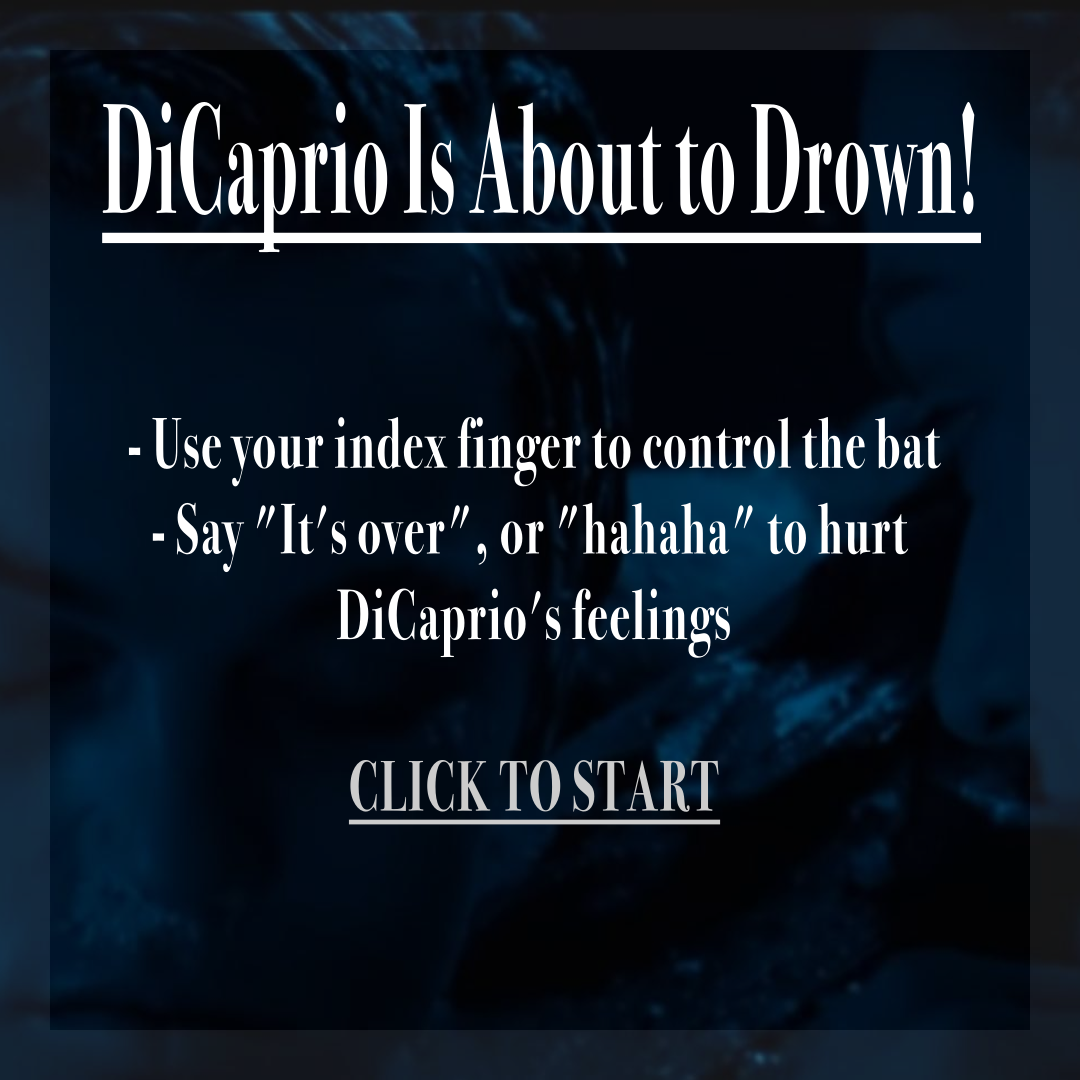 DiCaprio Is About to Drown!
- Use your index finger to control the bat
- Say "It's over", or "hahaha" to hurt
DiCaprio's feelings
CLICK TO START